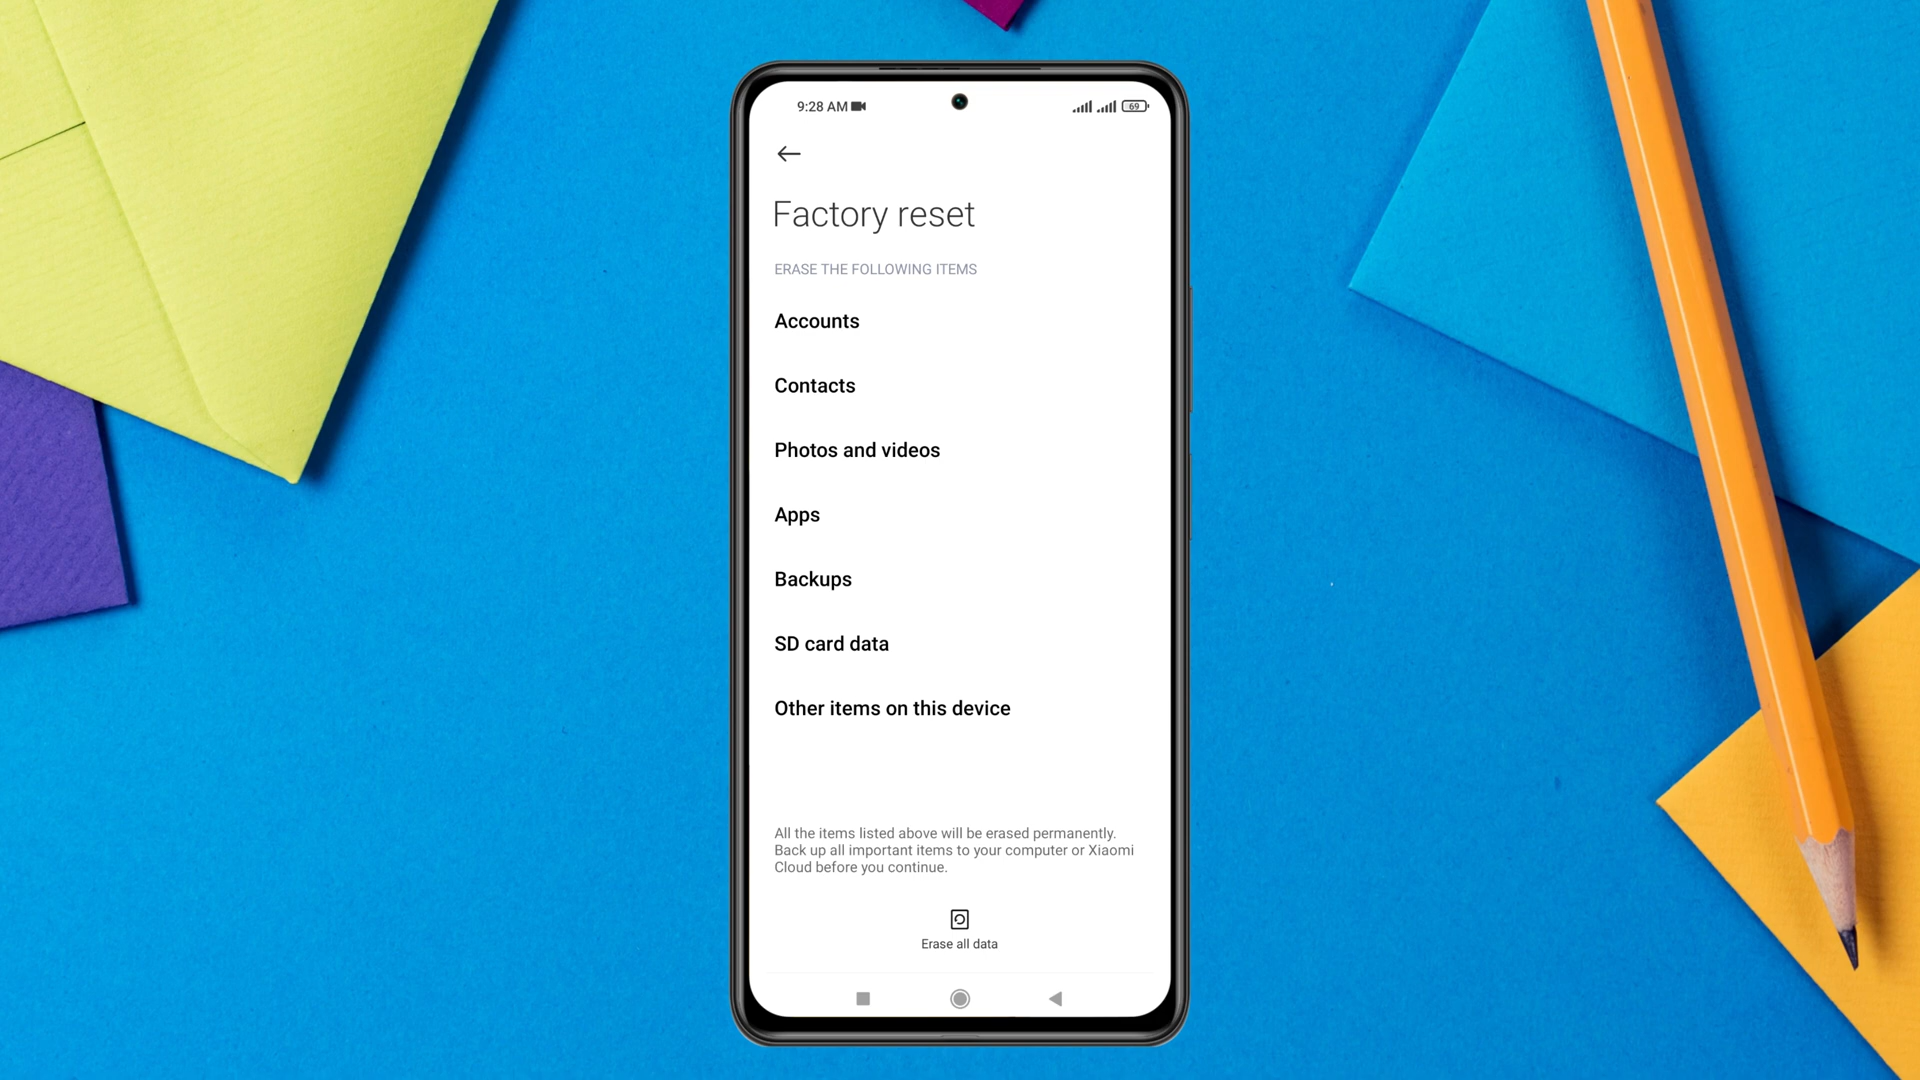 9:28 AM
69
Factory reset
ERASE THE FOLLOWING ITEMS
Accounts
Contacts
Photos and videos
Apps
Backups
SD card data
Other items on this device
All the items listed above will be erased permanently.
Back up all important items to your computer or Xiaomi
Cloud before you continue.
Erase all data